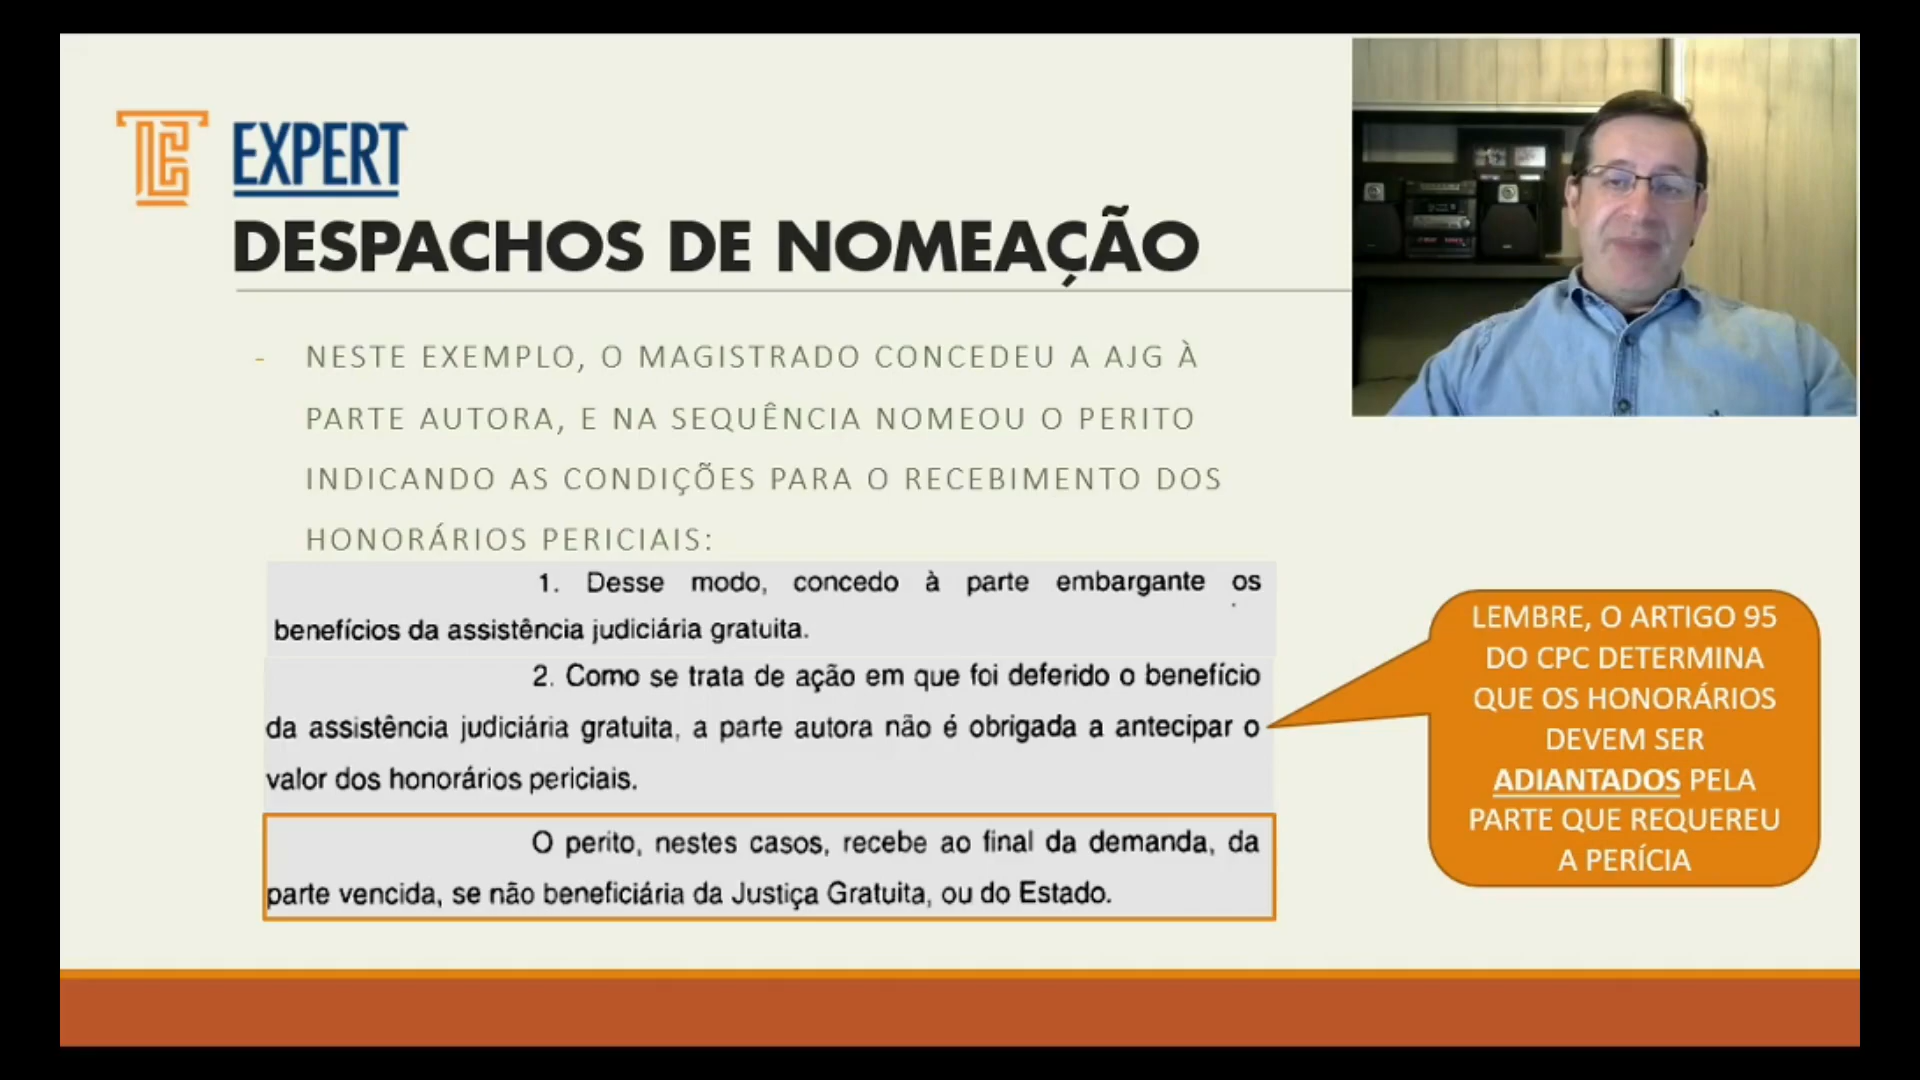 EXPERT
DESPACHOS DE NOMEAÇÃO
- NESTE EXEMPLO, O MAGISTRADO CONCEDEU A AJG À
PARTE AUTORA, E NA SEQUÊNCIA NOMEOU O PERITO
INDICANDO AS CONDIÇÕES PARA O RECEBIMENTO DOS
HONORÁRIOS PERICIAIS:
1. Desse modo, concedo à parte embargante os
benefícios da assistência judiciária gratuita.
2. Como se trata de ação em que foi deferido o benefício
da assistência judiciária gratuita, a parte autora não é obrigada a antecipar o
valor dos honorários periciais.
O perito, nestes casos, recebe ao final da demanda, da
parte vencida, se não beneficiária da Justiça Gratuita, ou do Estado.
LEMBRE, O ARTIGO 95
DO CPC DETERMINA
QUE OS HONORÁRIOS
DEVEM SER
ADIANTADOS PELA
PARTE QUE REQUEREU
A PERÍCIA